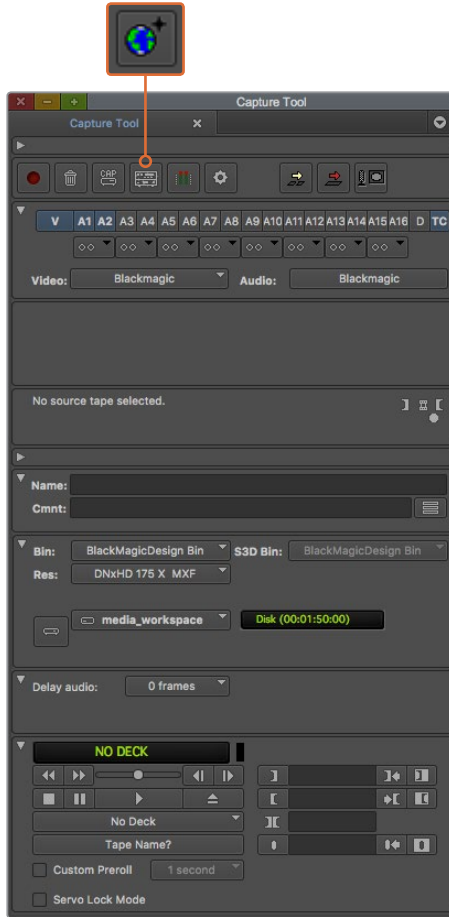 Capture Tool
Capture Tool
CAP
V A1 A2 A3 A4 A5 A6 A7 A8 A9 A10 A11 A12 A13 A14 A15 A16 D TC
Video: Blackmagic Audio: Blackmagic
No source tape selected.
Name:
Cmnt:
Bin: BlackMagicDesign Bin S3D Bin: BlackMagicDesign Bin
Res: DNxHD 175 X MXF
media_workspace Disk (00:01:50:00)
Delay audio: 0 frames
NO DECK
No Deck
Tape Name?
Custom Preroll 1 second
Servo Lock Mode